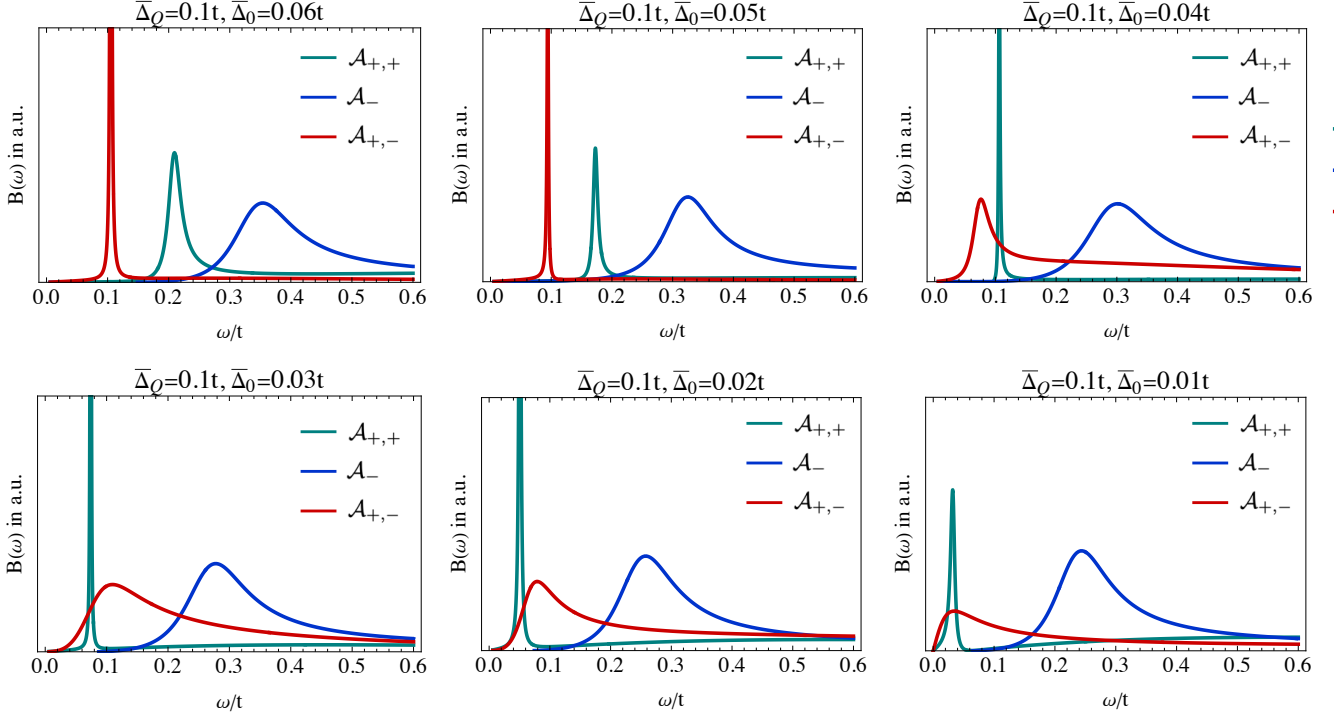 Δ̅_Q=0.1t, Δ̅_0=0.06t
B(ω) in a.u.
𝒜_{+,+}
𝒜_−
𝒜_{+,−}
0.0 0.1 0.2 0.3 0.4 0.5 0.6
ω/t
Δ̅_Q=0.1t, Δ̅_0=0.05t
B(ω) in a.u.
𝒜_{+,+}
𝒜_−
𝒜_{+,−}
0.0 0.1 0.2 0.3 0.4 0.5 0.6
ω/t
Δ̅_Q=0.1t, Δ̅_0=0.04t
B(ω) in a.u.
𝒜_{+,+}
𝒜_−
𝒜_{+,−}
0.0 0.1 0.2 0.3 0.4 0.5 0.6
ω/t
Δ̅_Q=0.1t, Δ̅_0=0.03t
B(ω) in a.u.
𝒜_{+,+}
𝒜_−
𝒜_{+,−}
0.0 0.1 0.2 0.3 0.4 0.5 0.6
ω/t
Δ̅_Q=0.1t, Δ̅_0=0.02t
B(ω) in a.u.
𝒜_{+,+}
𝒜_−
𝒜_{+,−}
0.0 0.1 0.2 0.3 0.4 0.5 0.6
ω/t
Δ̅_Q=0.1t, Δ̅_0=0.01t
B(ω) in a.u.
𝒜_{+,+}
𝒜_−
𝒜_{+,−}
0.0 0.1 0.2 0.3 0.4 0.5 0.6
ω/t